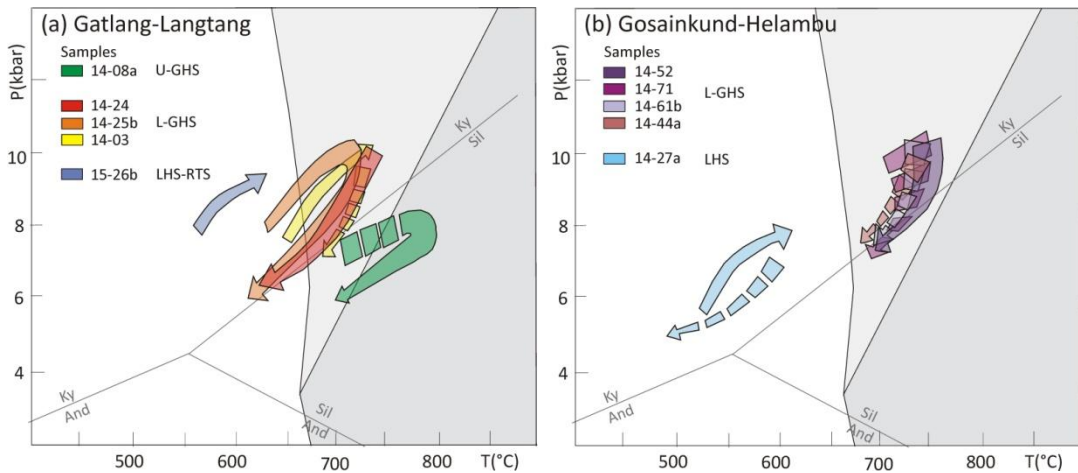 (a) Gatlang-Langtang
Samples
14-08a U-GHS
14-24
14-25b L-GHS
14-03
15-26b LHS-RTS
P(kbar)
10
8
6
4
Ky
Sil
Ky
And
Sil
And
500 600 700 800 T(°C)
(b) Gosainkund-Helambu
Samples
14-52
14-71 L-GHS
14-61b
14-44a
14-27a LHS
P(kbar)
10
8
6
4
Ky
Sil
Ky
And
Sil
And
500 600 700 800 T(°C)